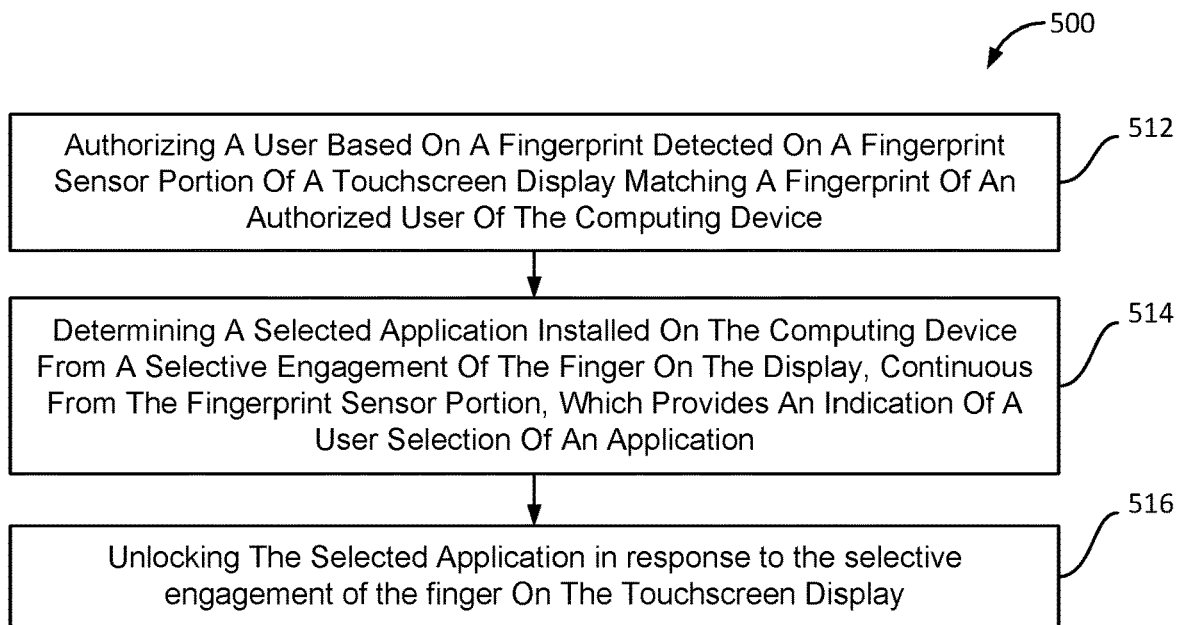 500
Authorizing A User Based On A Fingerprint Detected On A Fingerprint
Sensor Portion Of A Touchscreen Display Matching A Fingerprint Of An
Authorized User Of The Computing Device
512
Determining A Selected Application Installed On The Computing Device
From A Selective Engagement Of The Finger On The Display, Continuous
From The Fingerprint Sensor Portion, Which Provides An Indication Of A
User Selection Of An Application
514
Unlocking The Selected Application in response to the selective
engagement of the finger On The Touchscreen Display
516